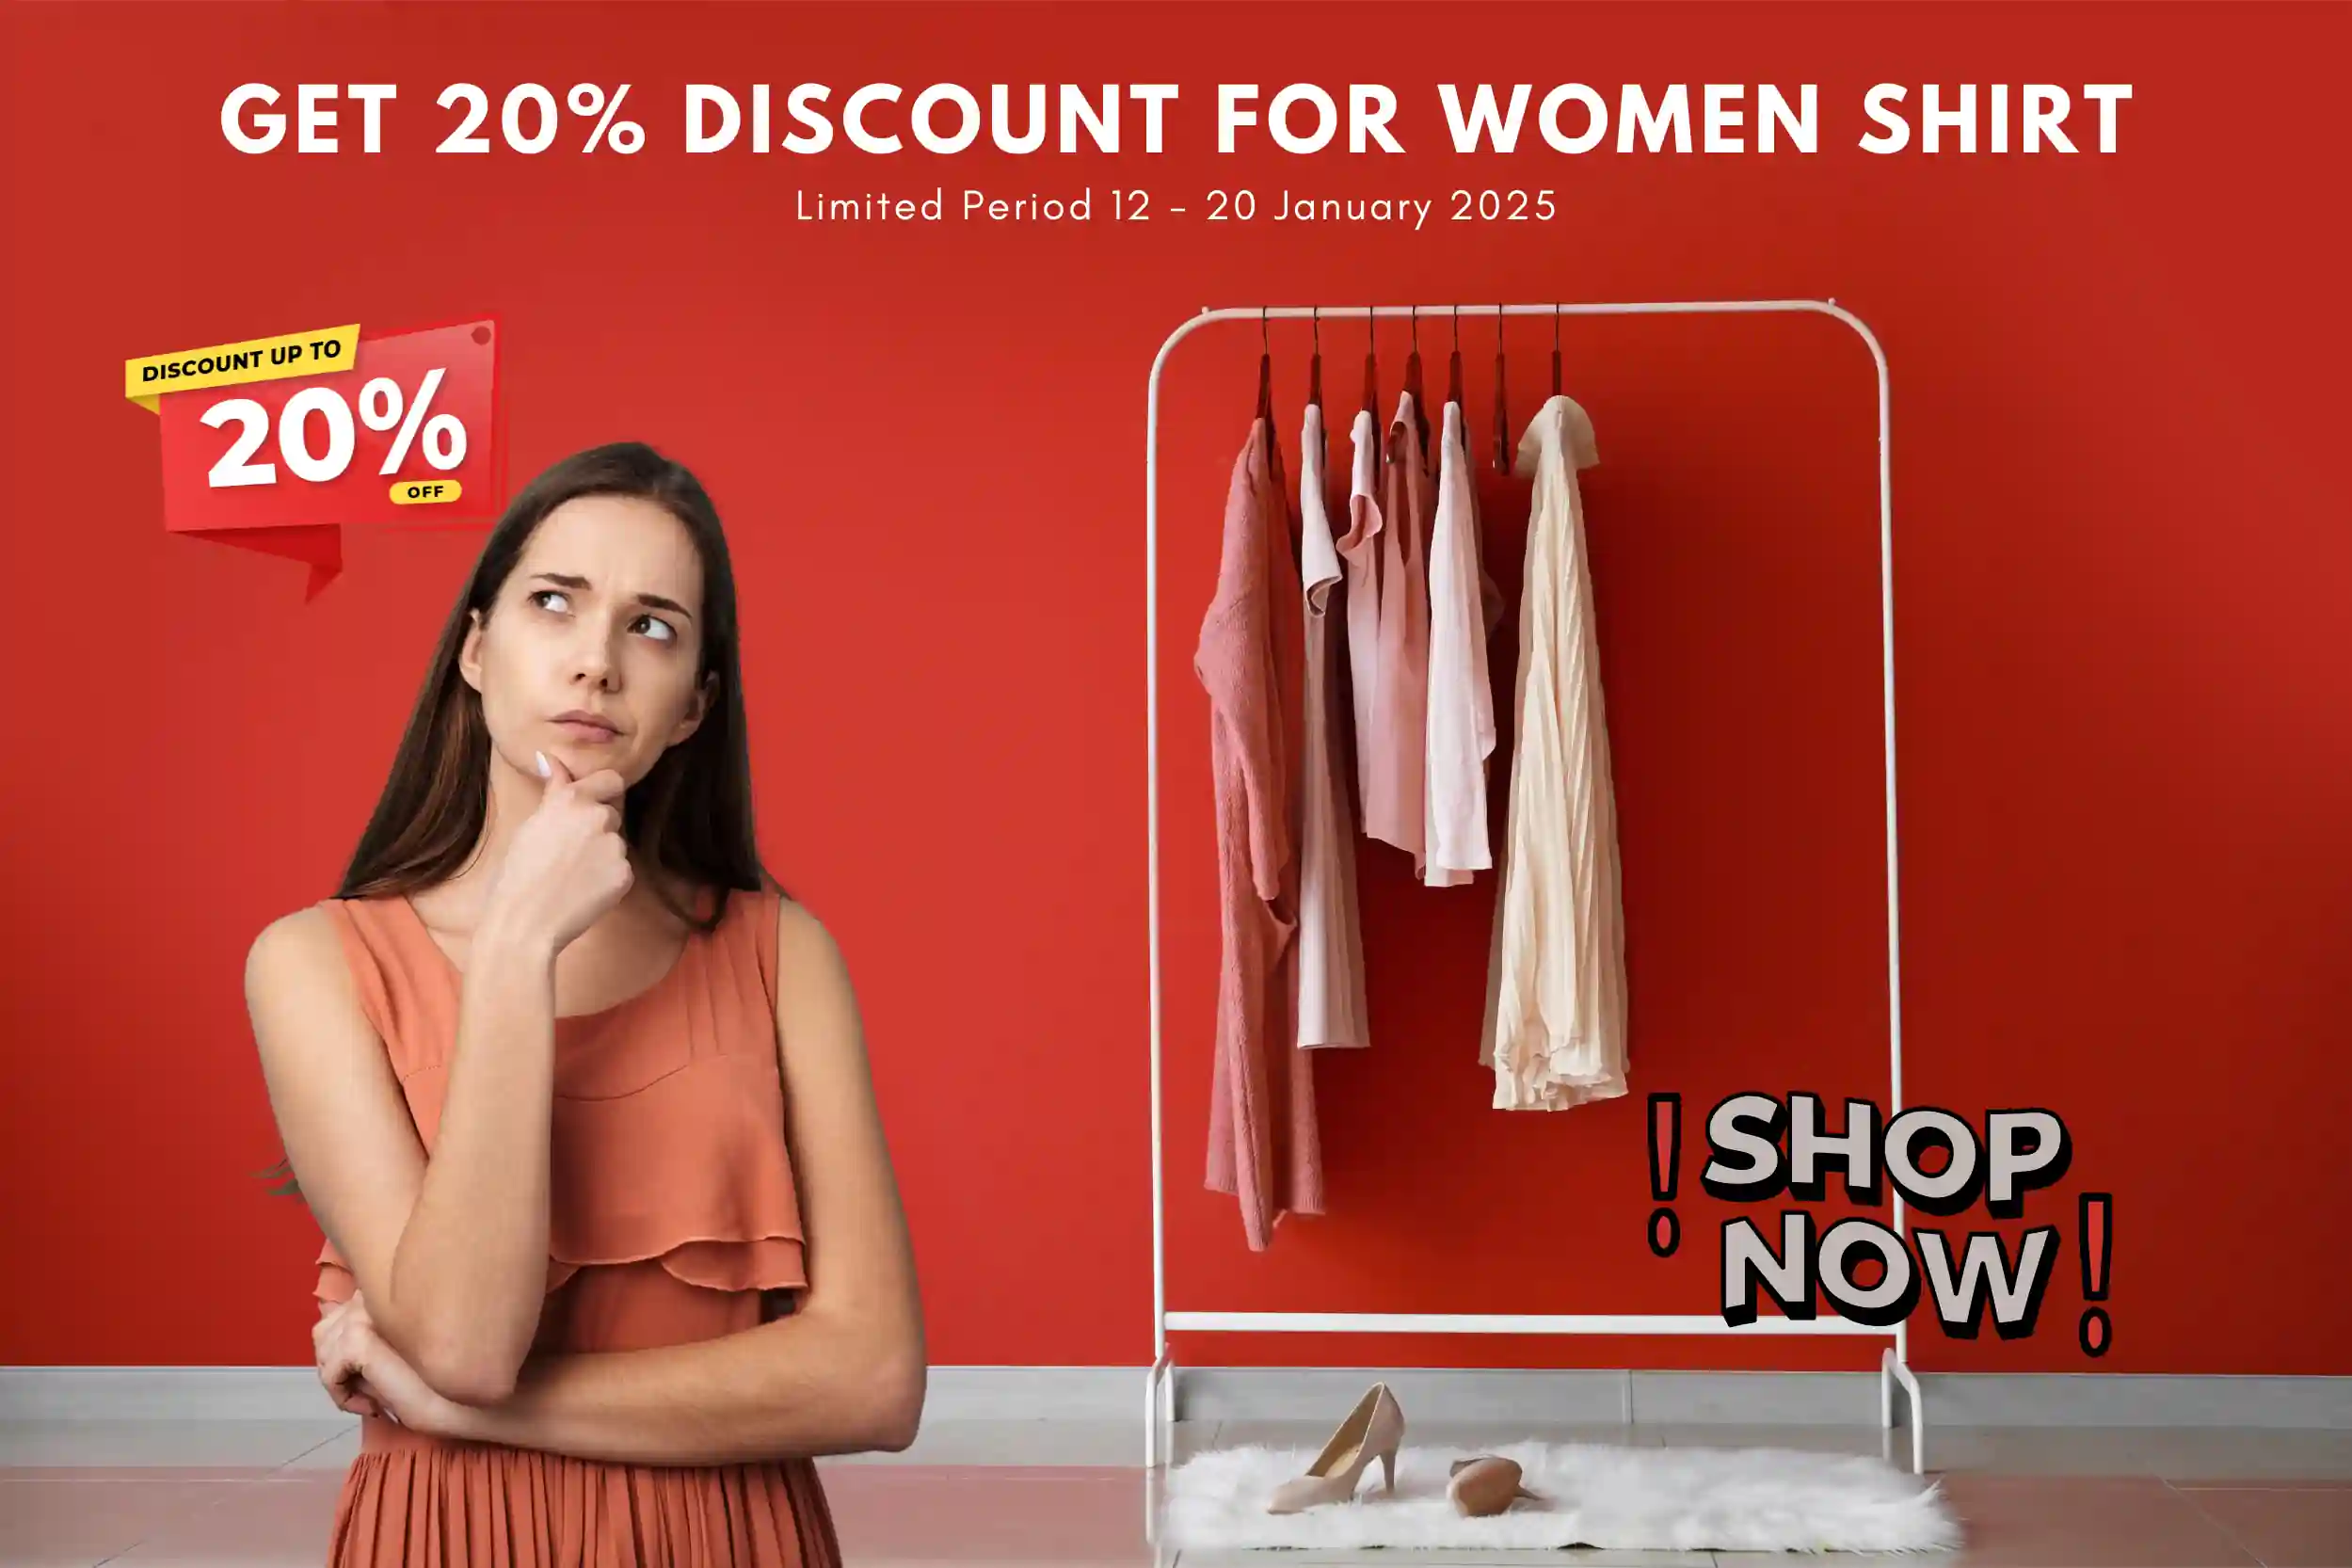 GET 20% DISCOUNT FOR WOMEN SHIRT
Limited Period 12 - 20 January 2025
DISCOUNT UP TO
20%
OFF
! SHOP
NOW !